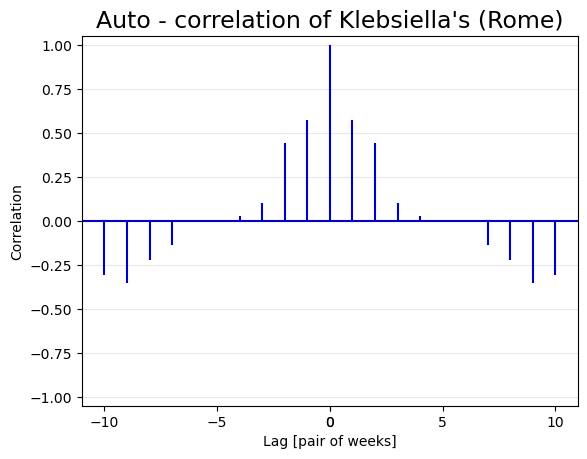 Auto - correlation of Klebsiella's (Rome)
1.00
0.75
0.50
0.25
0.00
−0.25
−0.50
−0.75
−1.00
Correlation
−10 −5 0 0 5 10
Lag [pair of weeks]